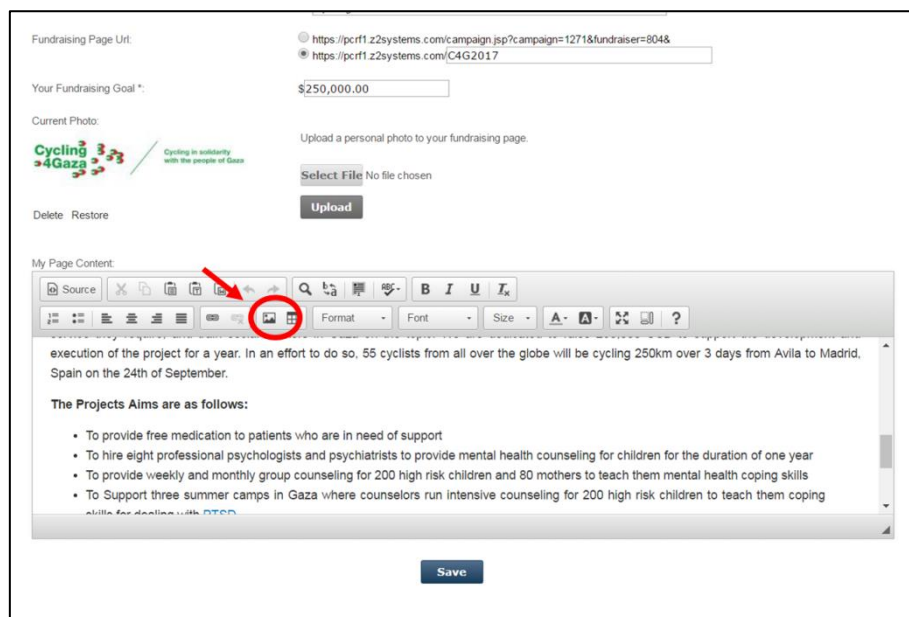 Fundraising Page Url:
https://pcrf1.z2systems.com/campaign.jsp?campaign=1271&fundraiser=804&
https://pcrf1.z2systems.com/C4G2017
Your Fundraising Goal *:
$250,000.00
Current Photo:
Upload a personal photo to your fundraising page.
Cycling
4Gaza
Cycling in solidarity
with the people of Gaza
Select File No file chosen
Upload
Delete Restore
My Page Content:
Source
ABC
B I U Tx
Format
Font
Size
A
A
?
execution of the project for a year. In an effort to do so, 55 cyclists from all over the globe will be cycling 250km over 3 days from Avila to Madrid,
Spain on the 24th of September.
The Projects Aims are as follows:
• To provide free medication to patients who are in need of support
• To hire eight professional psychologists and psychiatrists to provide mental health counseling for children for the duration of one year
• To provide weekly and monthly group counseling for 200 high risk children and 80 mothers to teach them mental health coping skills
• To Support three summer camps in Gaza where counselors run intensive counseling for 200 high risk children to teach them coping
skills for dealing with PTSD
Save